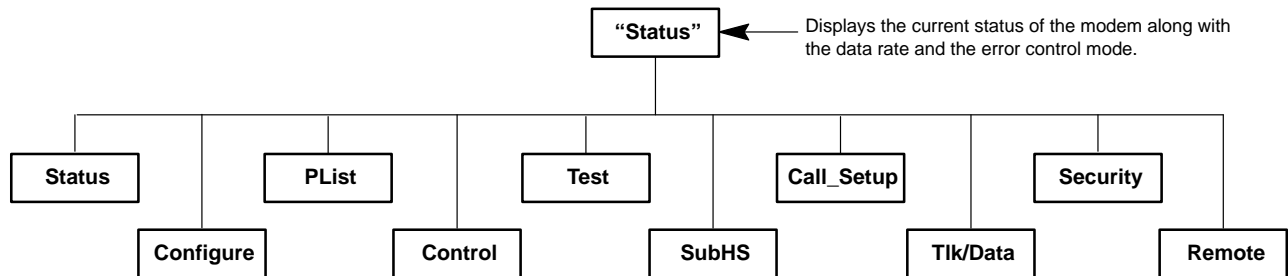 “Status”
Displays the current status of the modem along with
the data rate and the error control mode.
Status
PList
Test
Call_Setup
Security
Configure
Control
SubHS
Tlk/Data
Remote